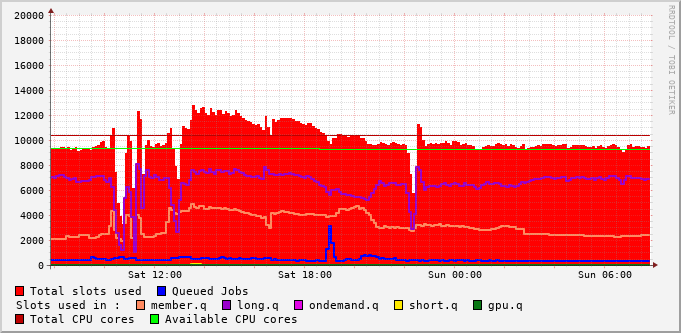 20000
18000
16000
14000
12000
10000
8000
6000
4000
2000
0
Sat 12:00 Sat 18:00 Sun 00:00 Sun 06:00
Total slots used Queued Jobs
Slots used in : member.q long.q ondemand.q short.q gpu.q
Total CPU cores Available CPU cores
RRDTOOL / TOBI OETIKER